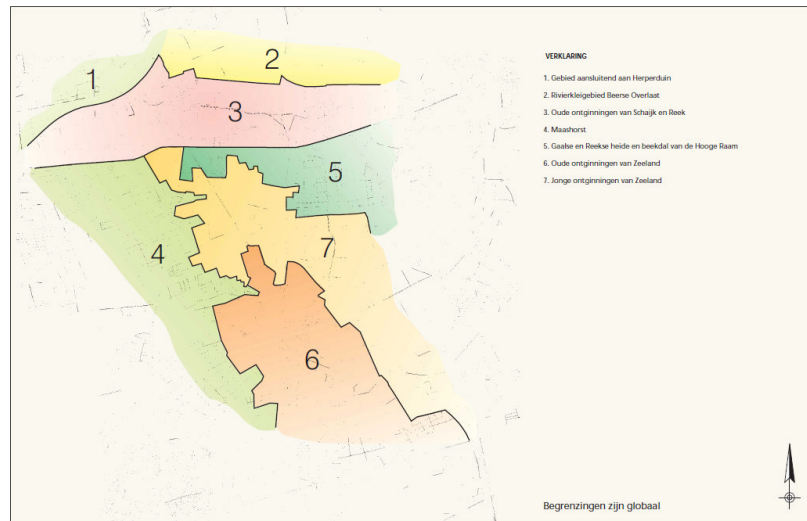 1
2
3
4
5
6
7
VERKLARING
1. Gebied aansluitend aan Herperduin
2. Rivierkleigebied Beerse Overlaat
3. Oude ontginningen van Schaijk en Reek
4. Maashorst
5. Gaalse en Reekse heide en beekdal van de Hooge Raam
6. Oude ontginningen van Zeeland
7. Jonge ontginningen van Zeeland
Begrenzingen zijn globaal